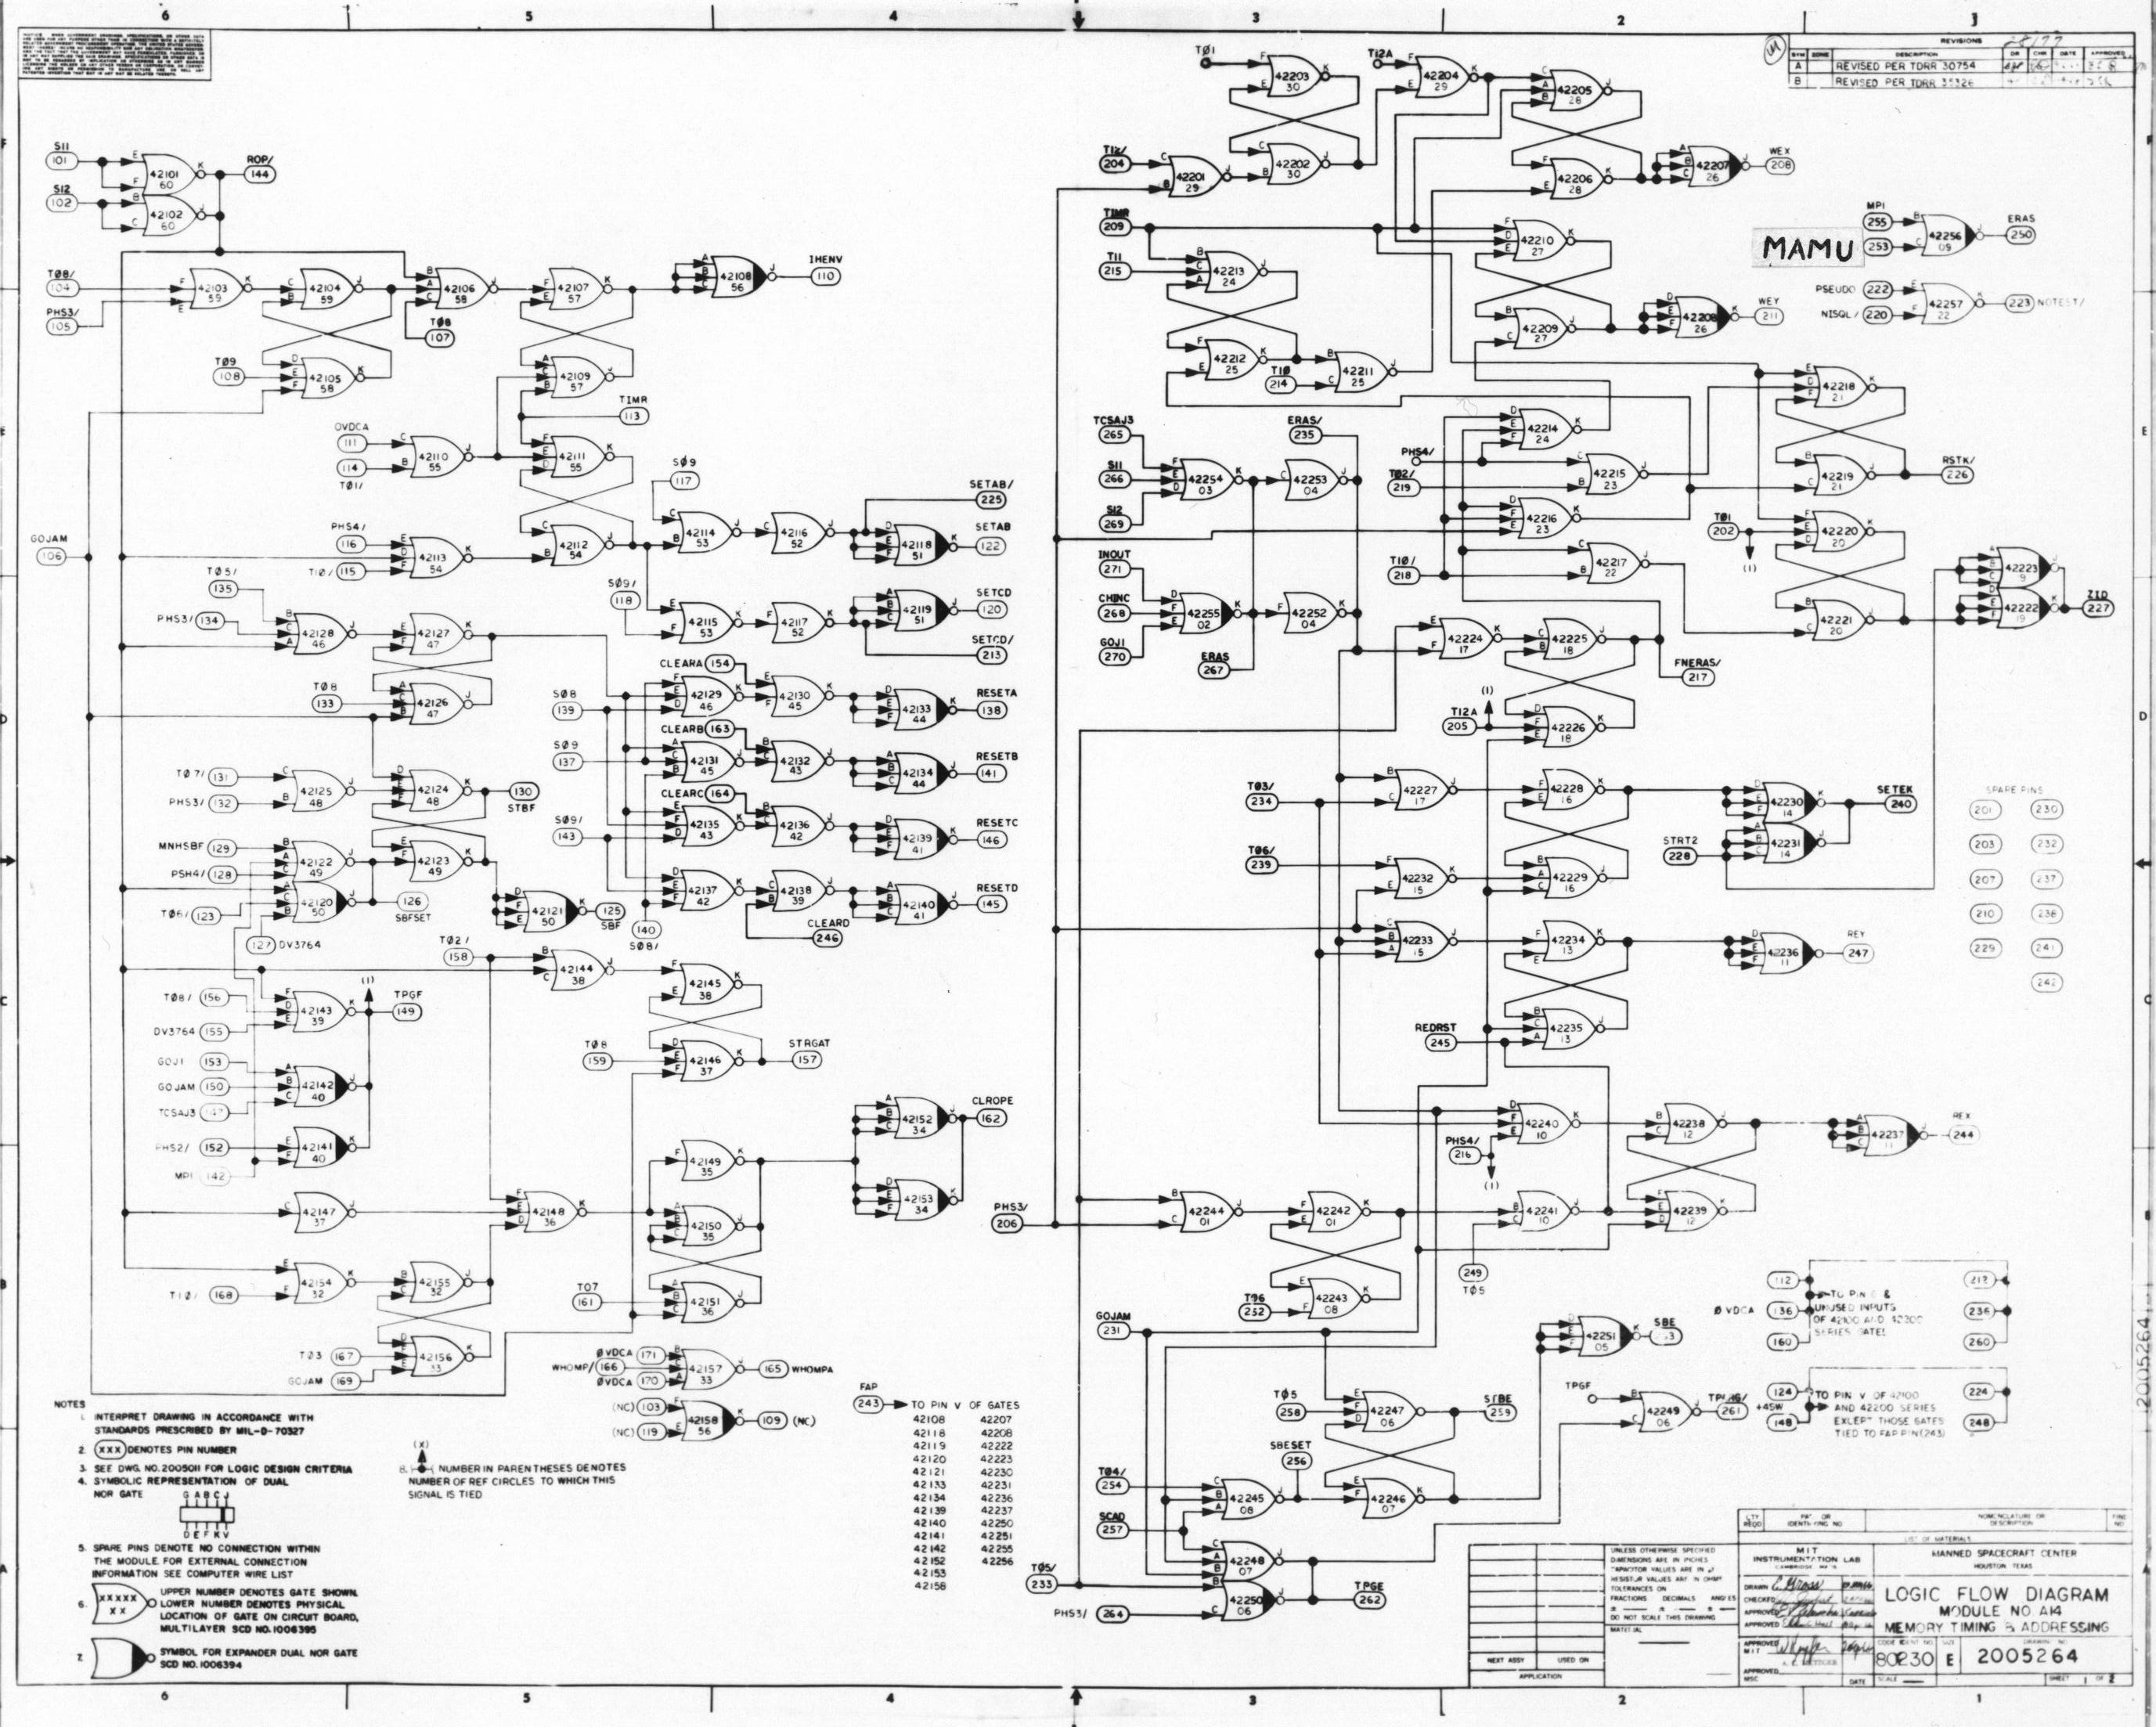 6 5 4 3 2 1
REVISIONS
SYM ZONE DESCRIPTION DR CHK DATE APPROVED
A REVISED PER TDRR 30754
B REVISED PER TDRR
S11
101
S12
102
42101
60
42102
60
ROP/
144
T08/
104
PHS3/
105
42103
59
42104
59
42106
58
42107
57
42108
56
IHENV
110
T08
107
T09
108
42105
58
42109
57
TIMR
113
0VDCA
111
114
T01/
42110
55
42111
55
S09
117
SETAB/
225
SETAB
122
GOJAM
106
PHS4/
116
T10/ 115
42113
54
42112
54
42114
53
42116
52
42118
51
T05/
135
PHS3/ 134
S09/
118
42128
46
42127
47
42115
53
42117
52
42119
51
SETCD
120
SETCD/
213
T08
133
42126
47
CLEARA 154
S08
139
42129
46
42130
45
42133
44
RESETA
138
CLEARB 163
S09
137
42131
45
42132
43
42134
44
RESETB
141
T07/ 131
PHS3/ 132
42125
48
42124
48
130
STBF
CLEARC 164
S09/
143
42135
43
42136
42
42139
41
RESETC
146
MNHSBF 129
PSH4/ 128
T06/ 123
127 DV3764
42122
49
42120
50
42123
49
126
SBFSET
42121
50
125
SBF
42137
42
42138
39
42140
41
RESETD
145
140
S08/
CLEARD
246
T02/
158
42144
38
42145
38
T08/ 156
DV3764 155
42143
39
(1)
TPGF
149
T08
159
42146
37
STRGAT
157
GOJ1 153
GOJAM 150
TCSAJ3
42142
40
PHS2/ 152
MP1 142
42141
40
42147
37
42148
36
42149
35
42150
35
42152
34
42153
34
CLROPE
162
T10/ 168
42154
32
42155
32
T07
161
42151
36
T03 167
GOJAM 169
42156
33
0VDCA 171
WHOMP/ 166
0VDCA 170
42157
33
165 WHOMPA
(NC) 103
(NC) 119
42158
56
109 (NC)
T01
42203
30
T12A
42204
29
42205
28
T12/
204
42201
29
42202
30
42206
28
42207
26
WEX
208
TIMR
209
T11
215
42213
24
42210
27
MP1
255
MAMU 253
42256
09
ERAS
250
PSEUDO 222
NISQL/ 220
42257
22
223 NOTEST/
42212
25
42211
25
T10
214
42209
27
42208
26
WEY
211
42218
21
TCSAJ3
265
S11
266
S12
269
42254
03
42253
04
ERAS/
235
42214
24
PHS4/
T02/
219
42215
23
42216
23
42219
21
RSTK/
226
T01
202
(1)
42220
20
INOUT
271
CHINC
268
GOJ1
270
42255
02
42252
04
ERAS
267
T10/
218
42217
22
42221
20
42223
42222
19
ZID
227
42224
17
42225
18
FNERAS/
217
(1)
T12A
205
42226
18
T03/
234
42227
17
42228
16
42230
14
42231
14
SETEK
240
STRT2
228
T06/
239
42232
15
42229
16
SPARE PINS
201 230
203 232
207 237
210 238
229 241
242
42233
15
42234
13
42236
11
REY
247
REDRST
245
42235
13
PHS4/
216
(1)
42240
10
42238
12
42237
11
REX
244
PHS3/
206
42244
01
42242
01
42241
10
42239
12
249
T05
T06
252
42243
08
GOJAM
231
42251
05
SBE
T05
258
42247
06
STBE
259
TPGF
42249
06
261
SBESET
256
T04/
254
SCAD
257
42245
08
42246
07
42248
07
42250
06
TPGE
262
T05/
233
PHS3/ 264
112
0 VDCA 136
160
TO PIN G &
UNUSED INPUTS
OF 42100 AND 42200
SERIES GATES
212
236
260
124
+4SW
148
TO PIN V OF 42100
AND 42200 SERIES
EXCEPT THOSE GATES
TIED TO FAP PIN (243)
224
248
FAP
243 TO PIN V OF GATES
42108 42207
42118 42208
42119 42222
42120 42223
42121 42230
42133 42231
42134 42236
42139 42237
42140 42250
42141 42251
42142 42255
42152 42256
42153
42158
NOTES
1. INTERPRET DRAWING IN ACCORDANCE WITH
STANDARDS PRESCRIBED BY MIL-D-70327
2. XXX DENOTES PIN NUMBER
3. SEE DWG. NO. 2005011 FOR LOGIC DESIGN CRITERIA
4. SYMBOLIC REPRESENTATION OF DUAL
NOR GATE
G A B C J
D E F K V
5. SPARE PINS DENOTE NO CONNECTION WITHIN
THE MODULE. FOR EXTERNAL CONNECTION
INFORMATION SEE COMPUTER WIRE LIST
6. XXXXX
XX
UPPER NUMBER DENOTES GATE SHOWN.
LOWER NUMBER DENOTES PHYSICAL
LOCATION OF GATE ON CIRCUIT BOARD,
MULTILAYER SCD NO. 1006395
7. SYMBOL FOR EXPANDER DUAL NOR GATE
SCD NO. 1006394
(X)
8. NUMBER IN PARENTHESES DENOTES
NUMBER OF REF CIRCLES TO WHICH THIS
SIGNAL IS TIED
QTY REQD
NOMENCLATURE OR DESCRIPTION
FIND NO
LIST OF MATERIALS
UNLESS OTHERWISE SPECIFIED
DIMENSIONS ARE IN INCHES
TOLERANCES ON
FRACTIONS DECIMALS ANGLES
DO NOT SCALE THIS DRAWING
MATERIAL
NEXT ASSY USED ON
APPLICATION
MIT
INSTRUMENTATION LAB
CAMBRIDGE MASS
DRAWN
CHECKED
APPROVED
APPROVED
APPROVED MIT
APPROVED MSC
DATE
MANNED SPACECRAFT CENTER
HOUSTON TEXAS
LOGIC FLOW DIAGRAM
MODULE NO. A14
MEMORY TIMING & ADDRESSING
CODE IDENT NO SIZE DRAWING NO
80230 E 2005264
SCALE SHEET 1 OF 2
2005264
6 5 4 3 2 1